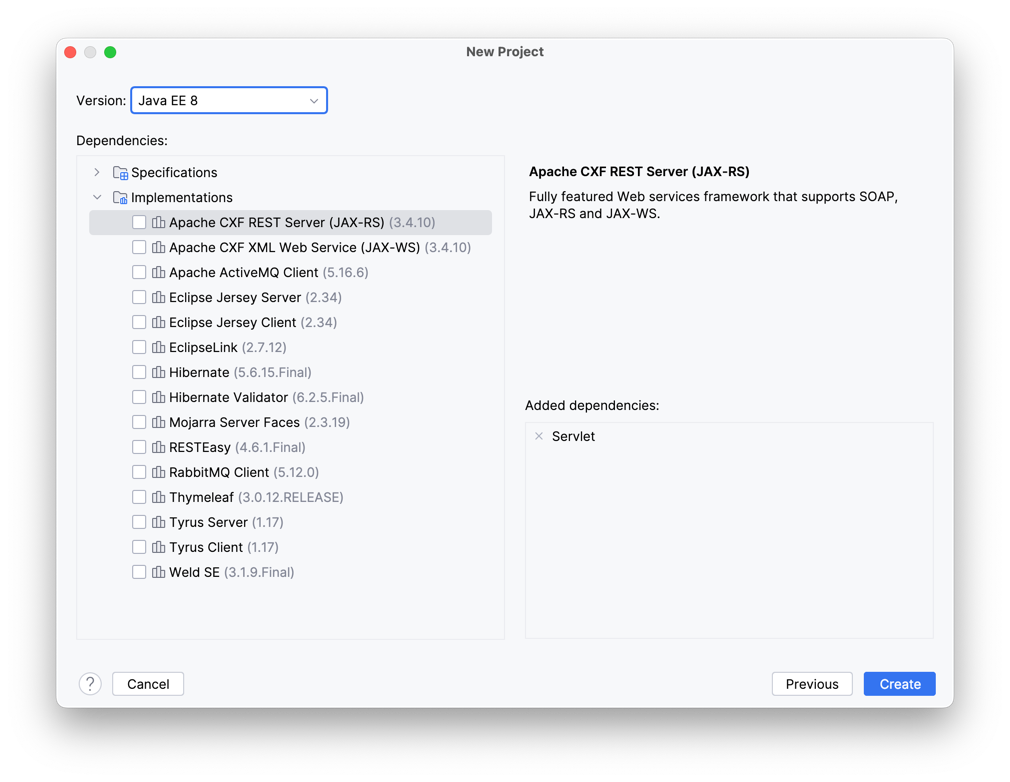 New Project
Version: Java EE 8
Dependencies:
Specifications
Implementations
Apache CXF REST Server (JAX-RS) (3.4.10)
Apache CXF XML Web Service (JAX-WS) (3.4.10)
Apache ActiveMQ Client (5.16.6)
Eclipse Jersey Server (2.34)
Eclipse Jersey Client (2.34)
EclipseLink (2.7.12)
Hibernate (5.6.15.Final)
Hibernate Validator (6.2.5.Final)
Mojarra Server Faces (2.3.19)
RESTEasy (4.6.1.Final)
RabbitMQ Client (5.12.0)
Thymeleaf (3.0.12.RELEASE)
Tyrus Server (1.17)
Tyrus Client (1.17)
Weld SE (3.1.9.Final)
Apache CXF REST Server (JAX-RS)
Fully featured Web services framework that supports SOAP,
JAX-RS and JAX-WS.
Added dependencies:
Servlet
? Cancel Previous Create